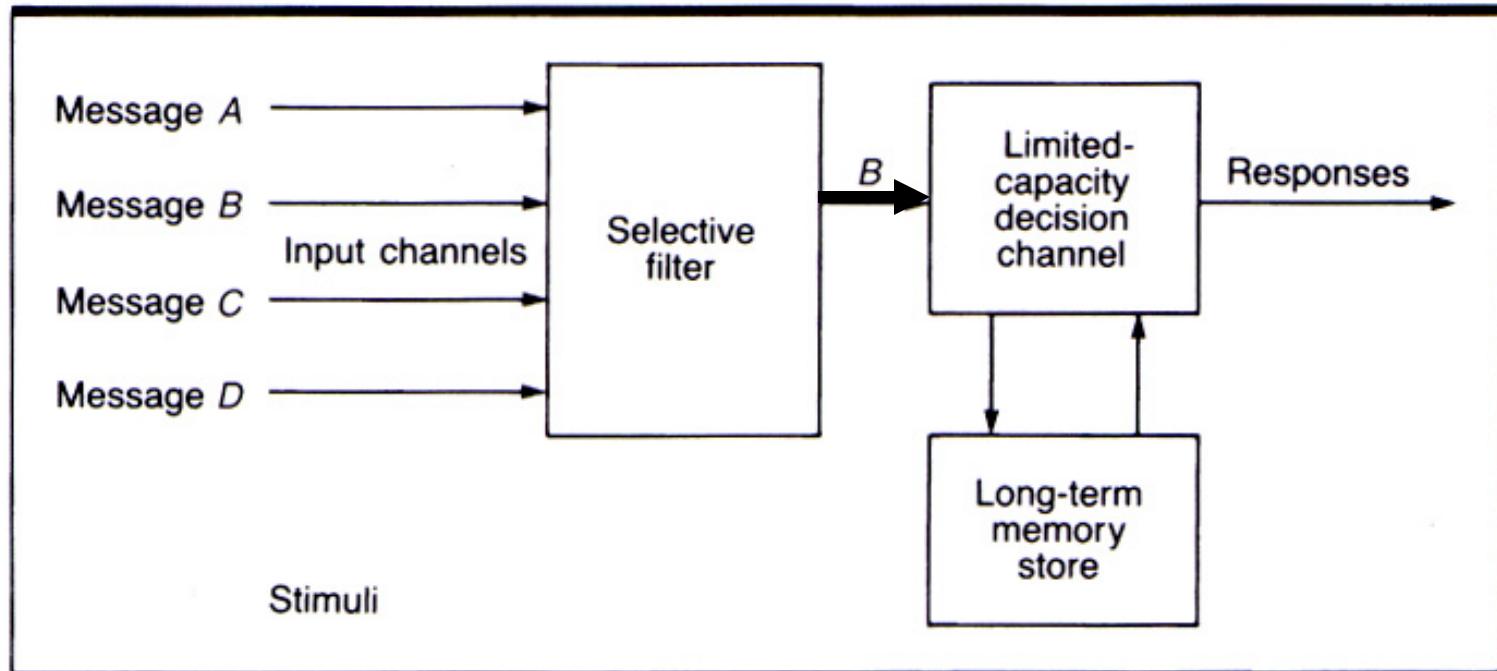 Message A
Message B
Input channels
Message C
Message D
Stimuli
Selective
filter
B
Limited-
capacity
decision
channel
Responses
Long-term
memory
store